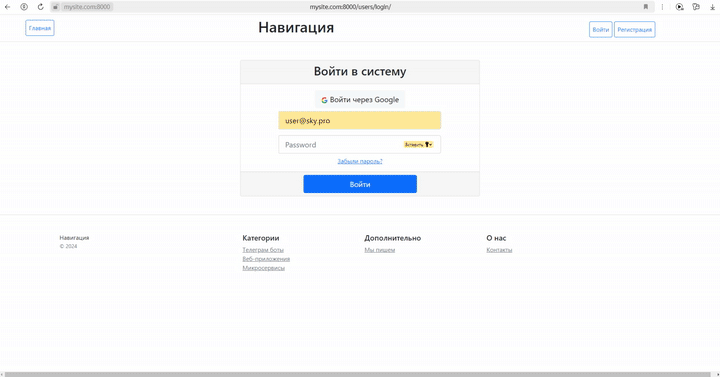 mysite.com:8000
mysite.com:8000/users/login/
Главная
Навигация
Войти
Регистрация
Войти в систему
Войти через Google
user@sky.pro
Password
Вставить
Забыли пароль?
Войти
Навигация
© 2024
Категории
Телеграм боты
Веб-приложения
Микросервисы
Дополнительно
Мы пишем
О нас
Контакты